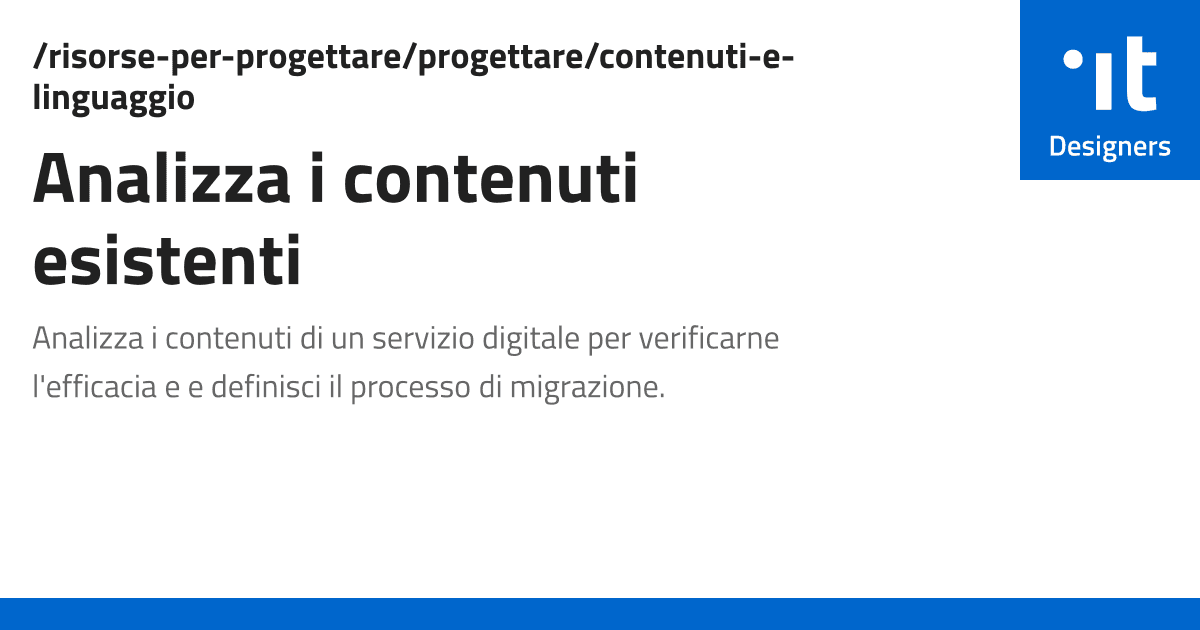 /risorse-per-progettare/progettare/contenuti-e-
linguaggio
Analizza i contenuti
esistenti
Analizza i contenuti di un servizio digitale per verificarne
l'efficacia e e definisci il processo di migrazione.
it
Designers